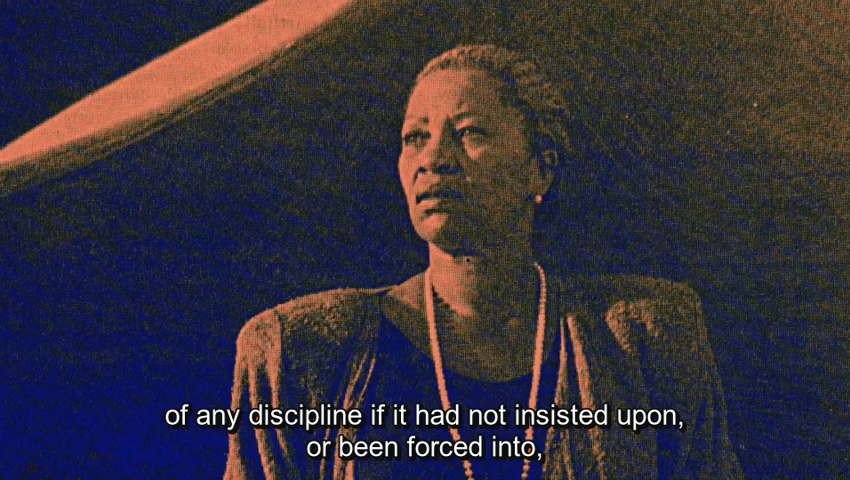 of any discipline if it had not insisted upon,
or been forced into,